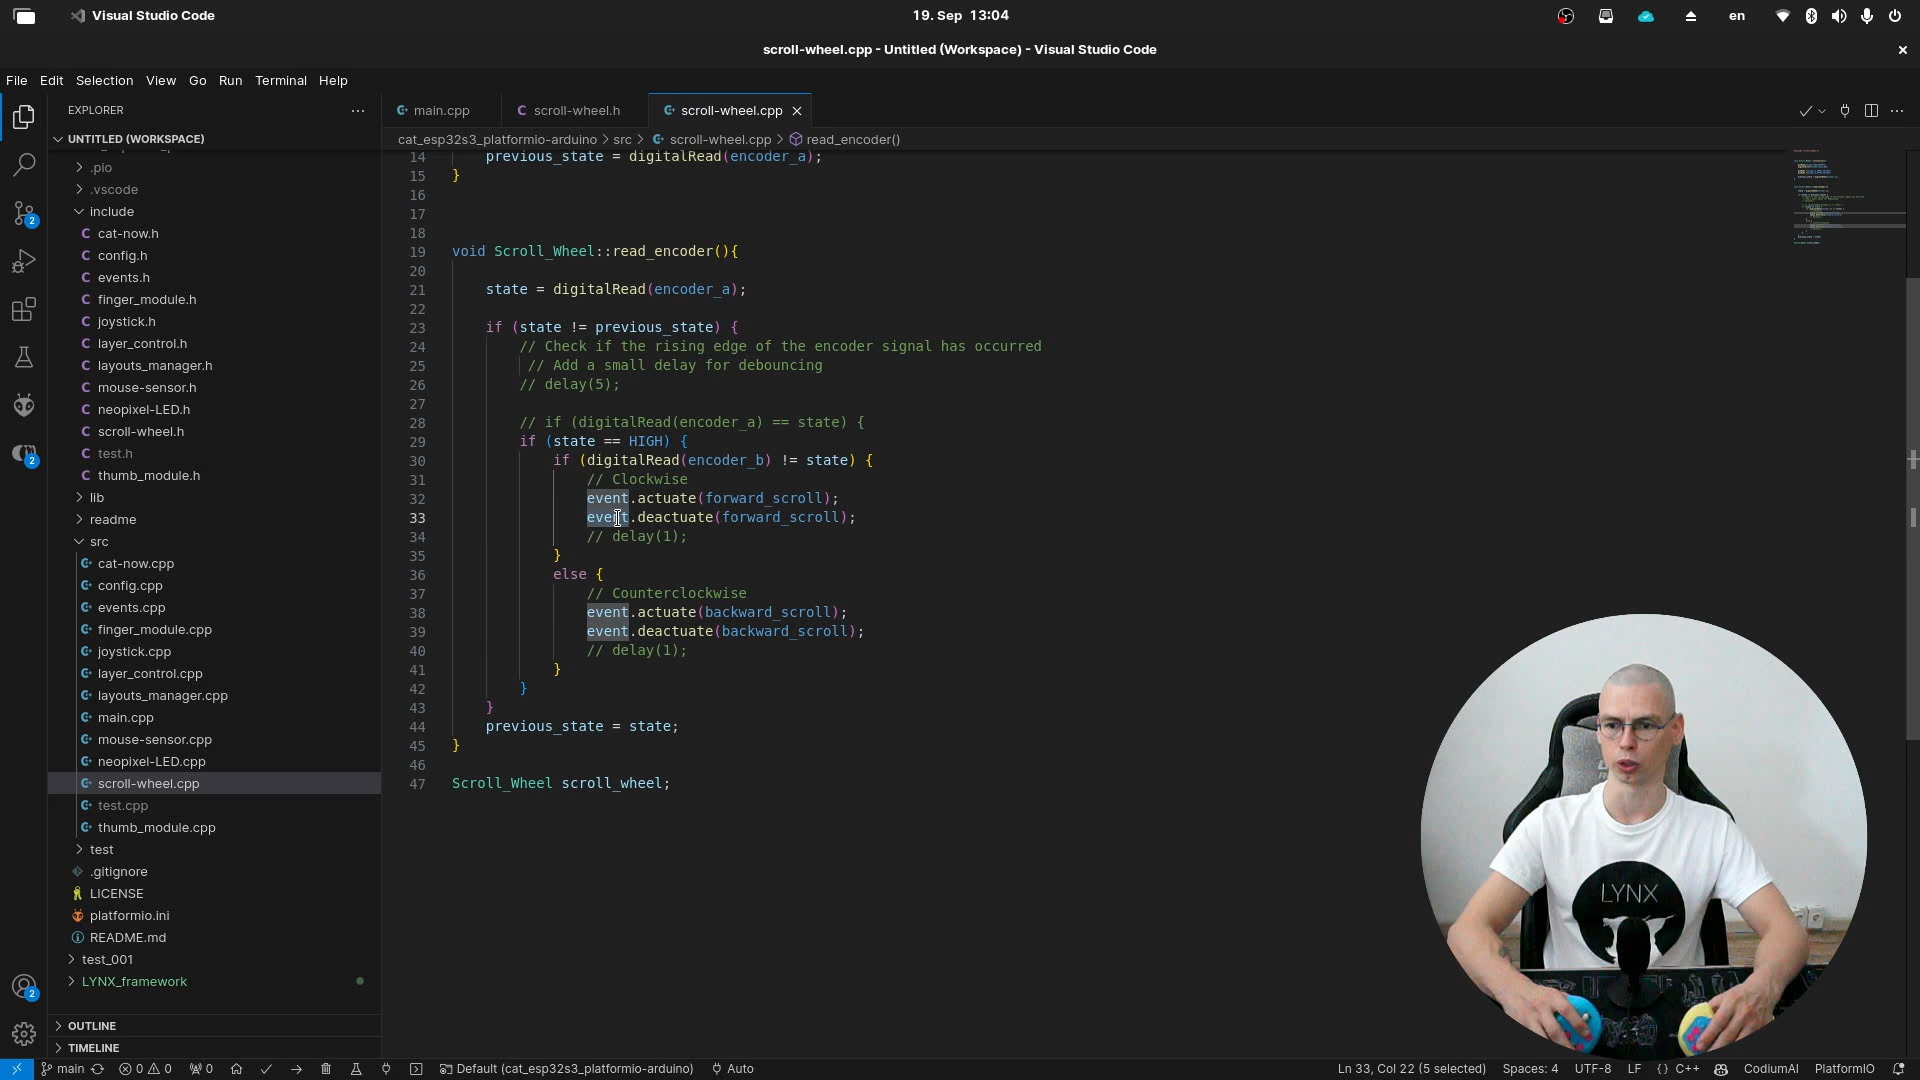 Visual Studio Code
19. Sep 13:04
en
scroll-wheel.cpp - Untitled (Workspace) - Visual Studio Code
File Edit Selection View Go Run Terminal Help
EXPLORER
main.cpp
scroll-wheel.h
scroll-wheel.cpp
UNTITLED (WORKSPACE)
cat_esp32s3_platformio-arduino > src > scroll-wheel.cpp > read_encoder()
.pio
.vscode
include
cat-now.h
config.h
events.h
finger_module.h
joystick.h
layer_control.h
layouts_manager.h
mouse-sensor.h
neopixel-LED.h
scroll-wheel.h
test.h
thumb_module.h
lib
readme
src
cat-now.cpp
config.cpp
events.cpp
finger_module.cpp
joystick.cpp
layer_control.cpp
layouts_manager.cpp
main.cpp
mouse-sensor.cpp
neopixel-LED.cpp
scroll-wheel.cpp
test.cpp
thumb_module.cpp
test
.gitignore
LICENSE
platformio.ini
README.md
test_001
LYNX_framework
OUTLINE
TIMELINE
2
2
2
14 previous_state = digitalRead(encoder_a);
15 }
16
17
18
19 void Scroll_Wheel::read_encoder(){
20
21 state = digitalRead(encoder_a);
22
23 if (state != previous_state) {
24 // Check if the rising edge of the encoder signal has occurred
25 // Add a small delay for debouncing
26 // delay(5);
27
28 // if (digitalRead(encoder_a) == state) {
29 if (state == HIGH) {
30 if (digitalRead(encoder_b) != state) {
31 // Clockwise
32 event.actuate(forward_scroll);
33 event.deactuate(forward_scroll);
34 // delay(1);
35 }
36 else {
37 // Counterclockwise
38 event.actuate(backward_scroll);
39 event.deactuate(backward_scroll);
40 // delay(1);
41 }
42 }
43 }
44 previous_state = state;
45 }
46
47 Scroll_Wheel scroll_wheel;
LYNX
main 0 0 0 Default (cat_esp32s3_platformio-arduino) Auto Ln 33, Col 22 (5 selected) Spaces: 4 UTF-8 LF {} C++ CodiumAI PlatformIO